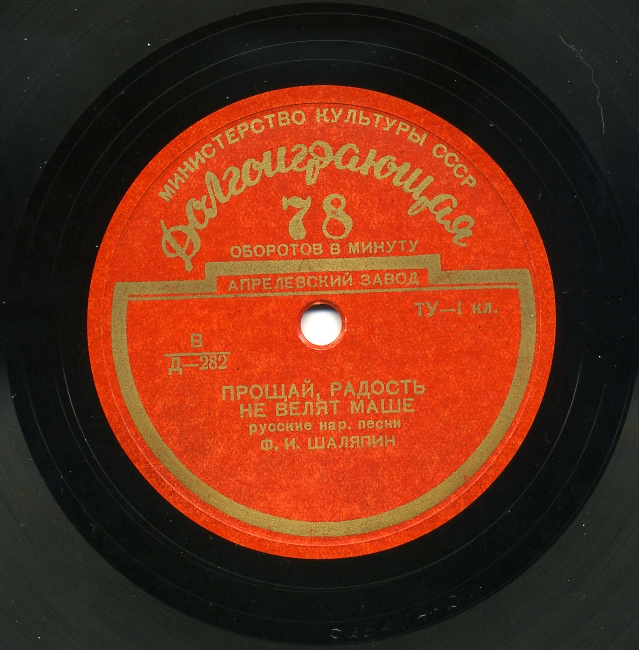 МИНИСТЕРСТВО КУЛЬТУРЫ СССР
Долгоиграющая
78
ОБОРОТОВ В МИНУТУ
АПРЕЛЕВСКИЙ ЗАВОД
ТУ—1 кл.
В
Д—282
ПРОЩАЙ, РАДОСТЬ
НЕ ВЕЛЯТ МАШЕ
русские нар. песни
Ф. И. ШАЛЯПИН